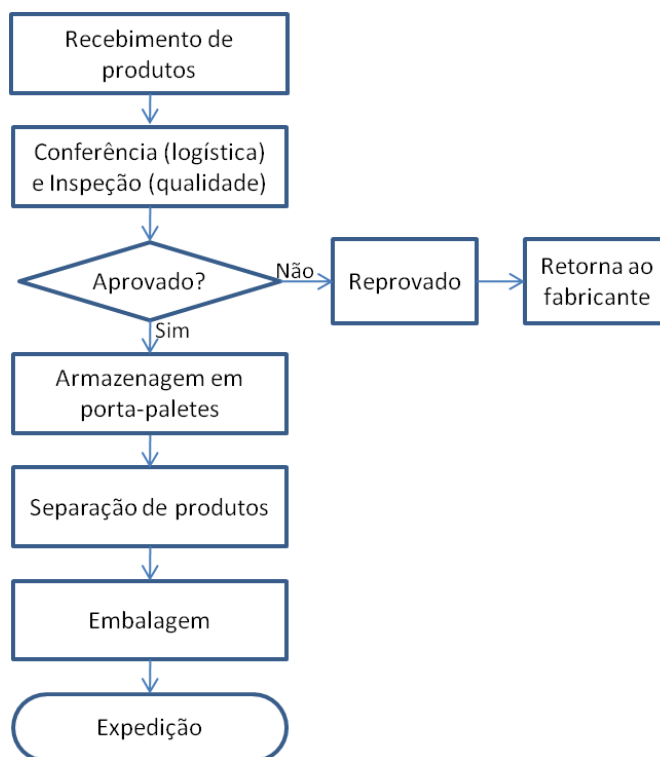 Recebimento de
produtos
Conferência (logística)
e Inspeção (qualidade)
Aprovado?
Não
Reprovado
Retorna ao
fabricante
Sim
Armazenagem em
porta-paletes
Separação de produtos
Embalagem
Expedição